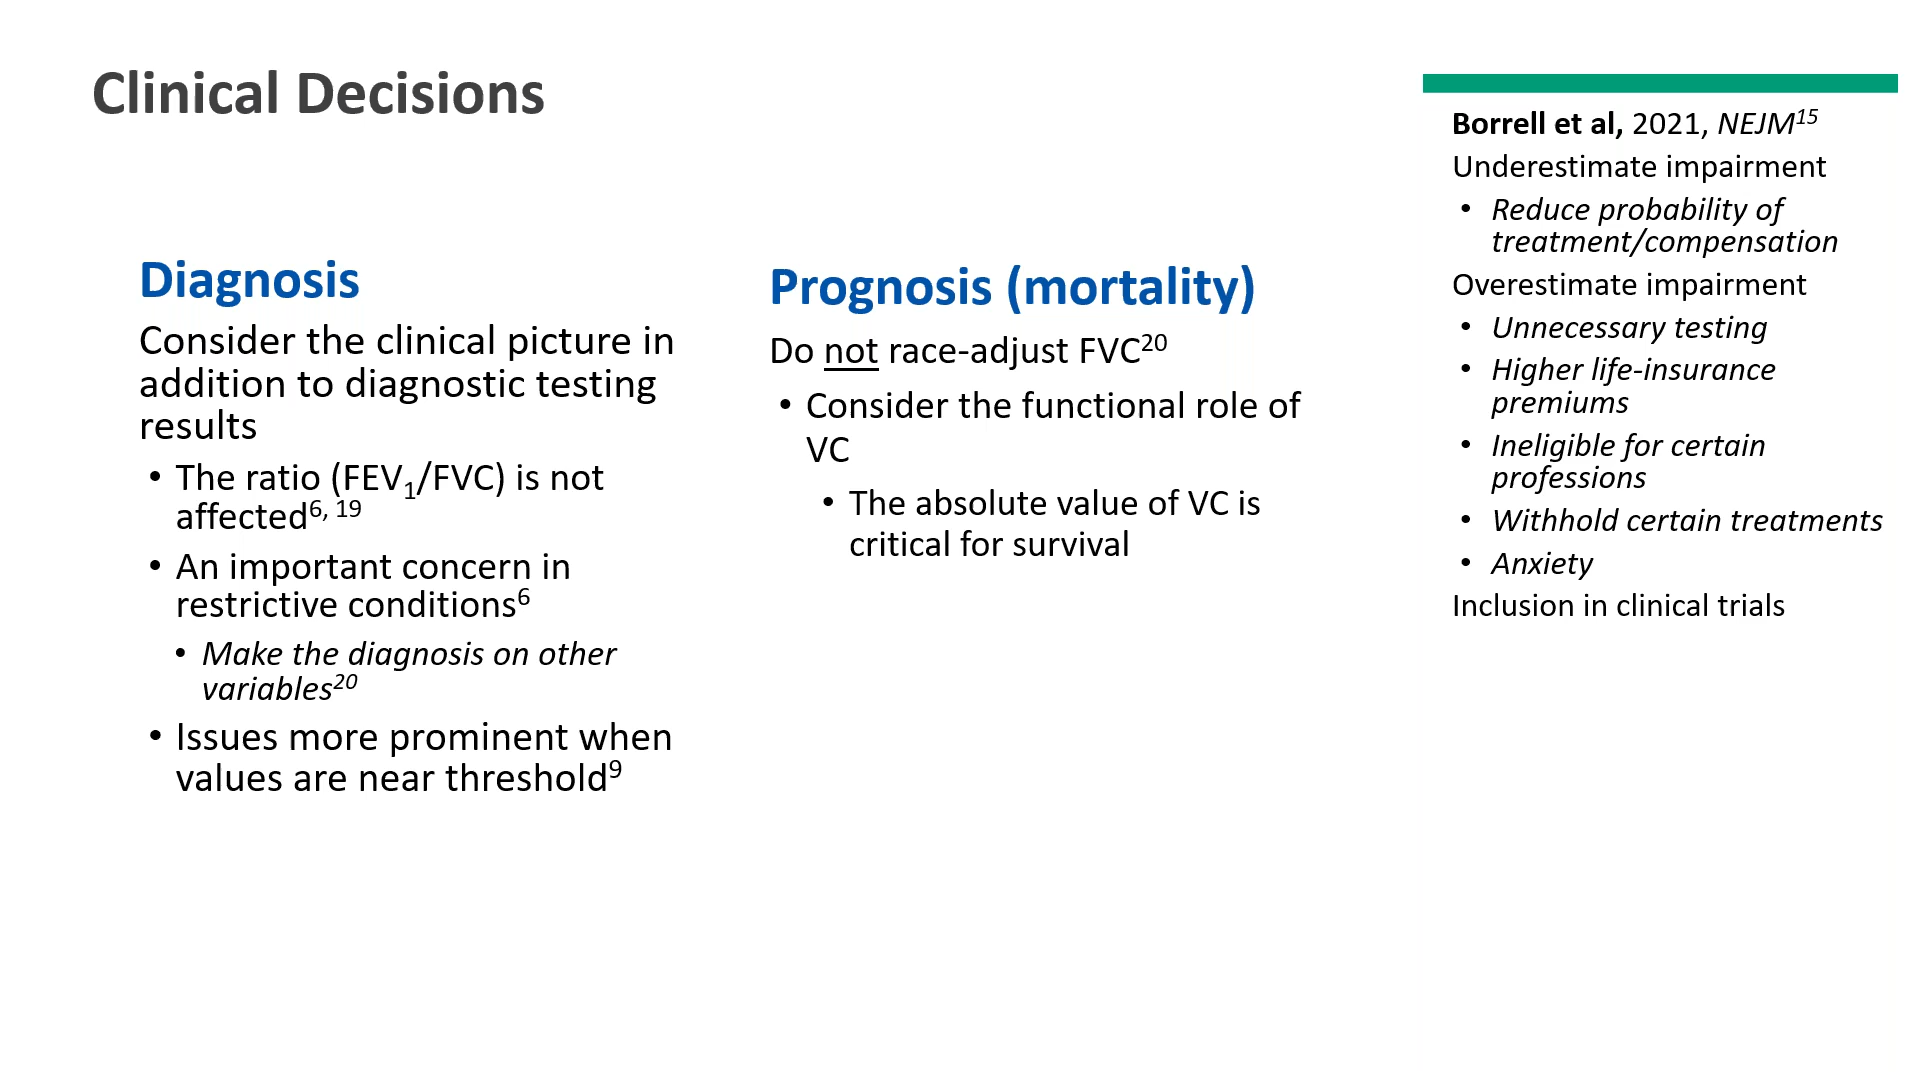 Clinical Decisions
Diagnosis
Consider the clinical picture in
addition to diagnostic testing
results
• The ratio (FEV₁/FVC) is not
affected⁶, ¹⁹
• An important concern in
restrictive conditions⁶
• Make the diagnosis on other
variables²⁰
• Issues more prominent when
values are near threshold⁹
Prognosis (mortality)
Do not race-adjust FVC²⁰
• Consider the functional role of
VC
• The absolute value of VC is
critical for survival
Borrell et al, 2021, NEJM¹⁵
Underestimate impairment
• Reduce probability of
treatment/compensation
Overestimate impairment
• Unnecessary testing
• Higher life-insurance
premiums
• Ineligible for certain
professions
• Withhold certain treatments
• Anxiety
Inclusion in clinical trials